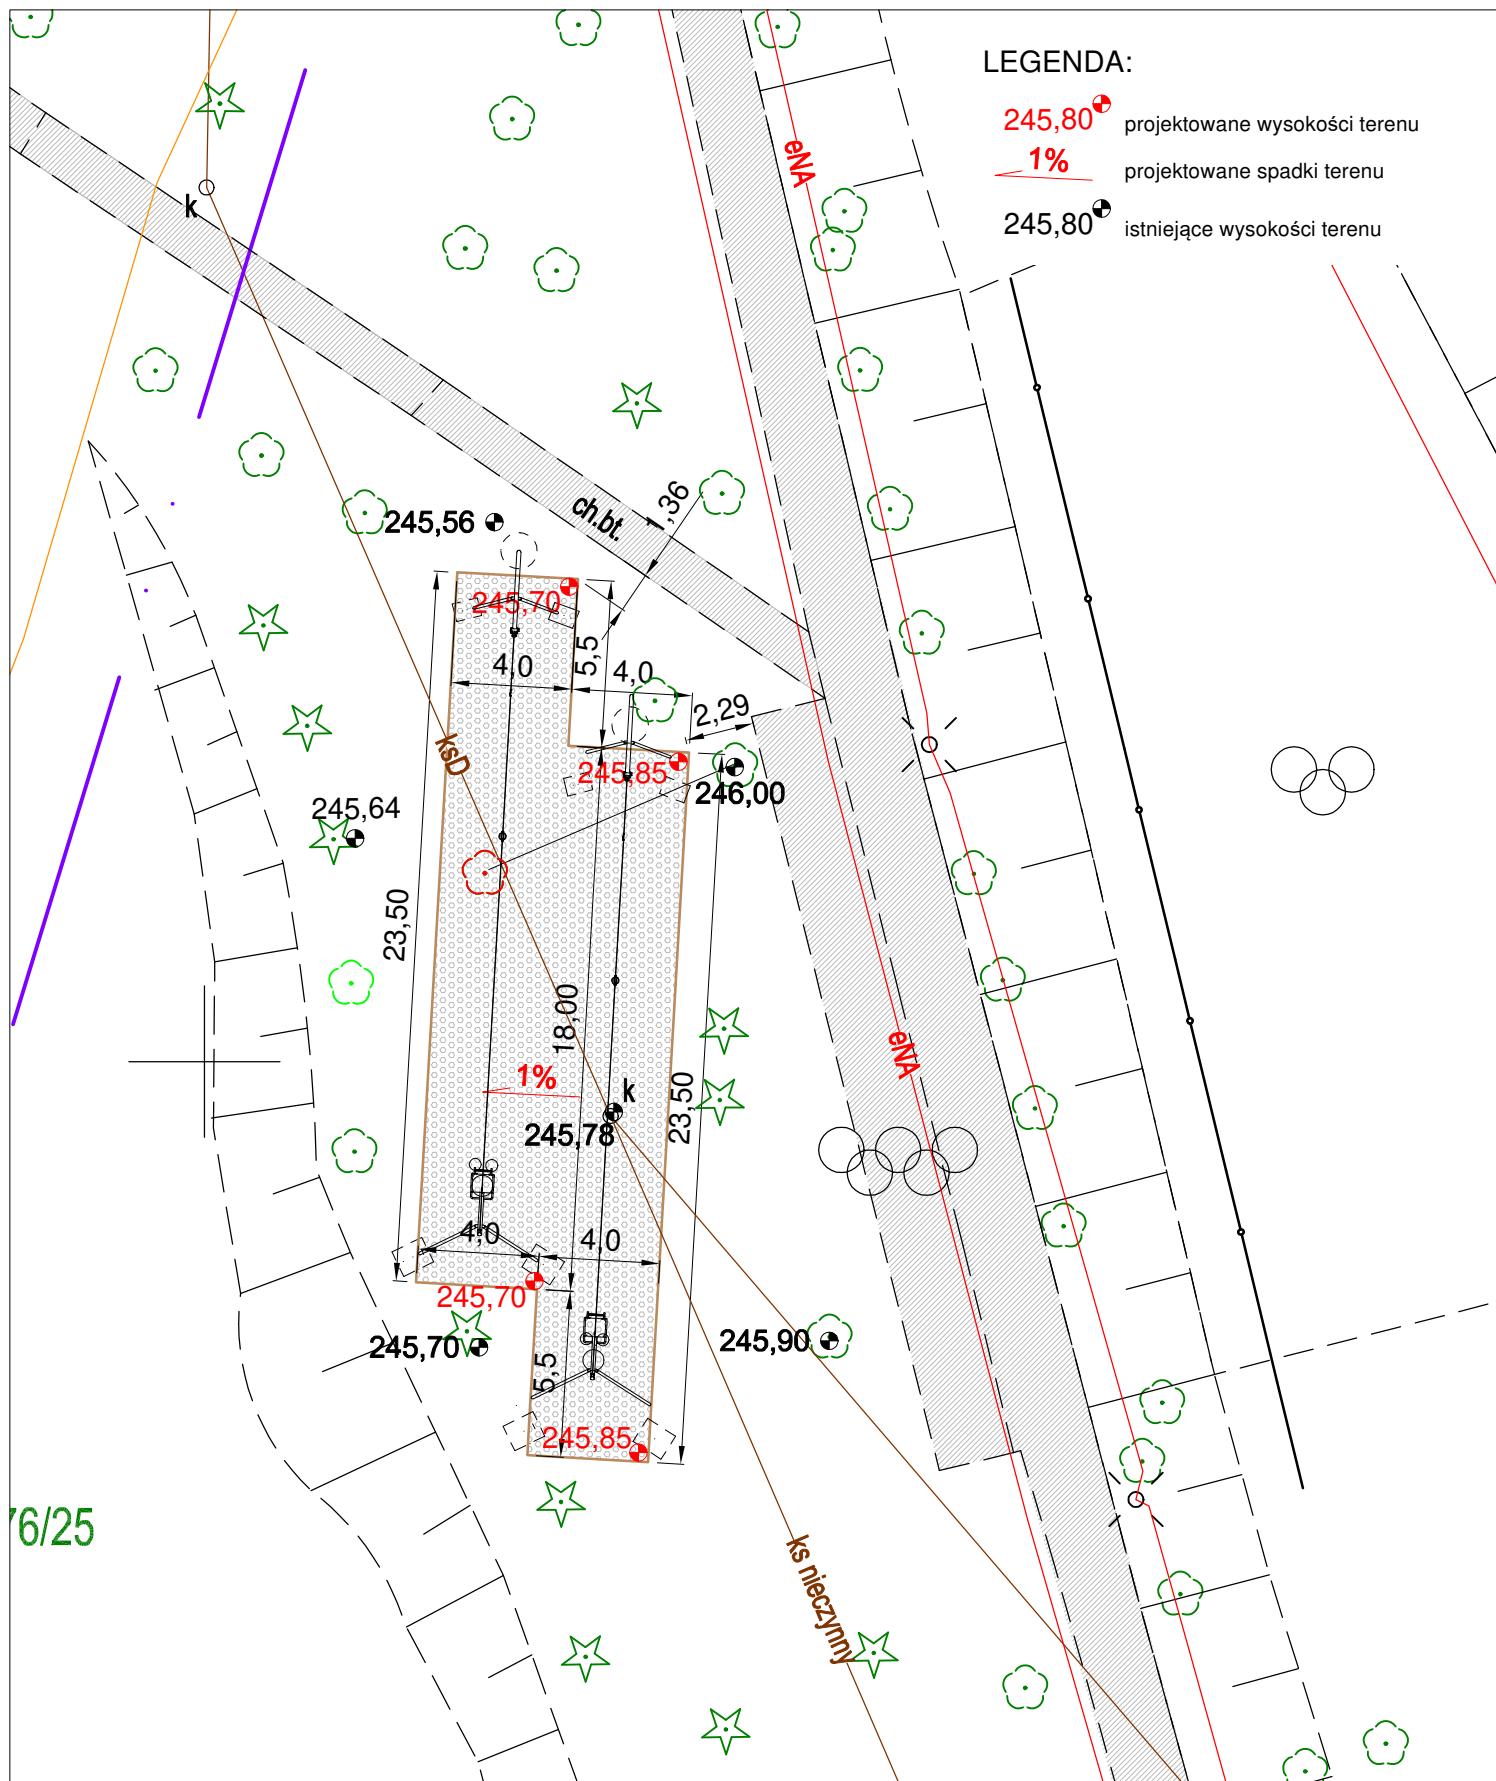 LEGENDA:
245,80 projektowane wysokości terenu
1% projektowane spadki terenu
245,80 istniejące wysokości terenu
eNA
k
ch.bt.
1,36
245,56
245,70
4,0
5,5
4,0
2,29
ksD
245,85
246,00
245,64
23,50
18,00
1%
k
245,78
23,50
eNA
4,0
4,0
245,70
245,70
245,90
5,5
245,85
76/25
ks nieczynny